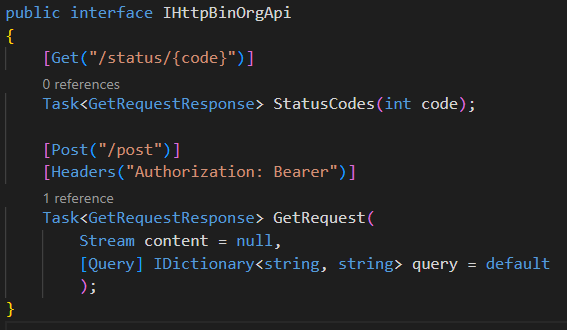 public interface IHttpBinOrgApi
{
[Get("/status/{code}")]
0 references
Task<GetRequestResponse> StatusCodes(int code);
[Post("/post")]
[Headers("Authorization: Bearer")]
1 reference
Task<GetRequestResponse> GetRequest(
Stream content = null,
[Query] IDictionary<string, string> query = default
);
}